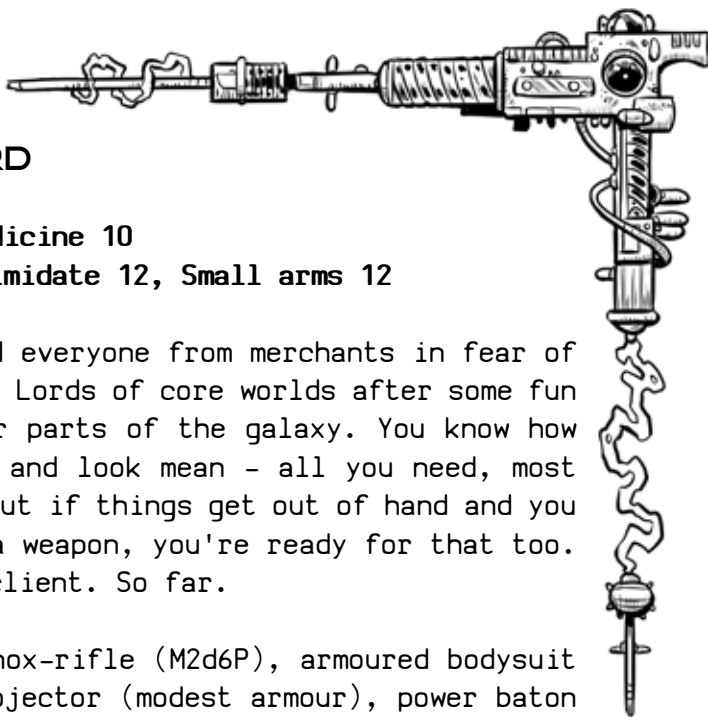 RD
dicine 10
imidate 12, Small arms 12
d everyone from merchants in fear of
Lords of core worlds after some fun
r parts of the galaxy. You know how
and look mean – all you need, most
ut if things get out of hand and you
a weapon, you're ready for that too.
client. So far.
nox-rifle (M2d6P), armoured bodysuit
ojector (modest armour), power baton